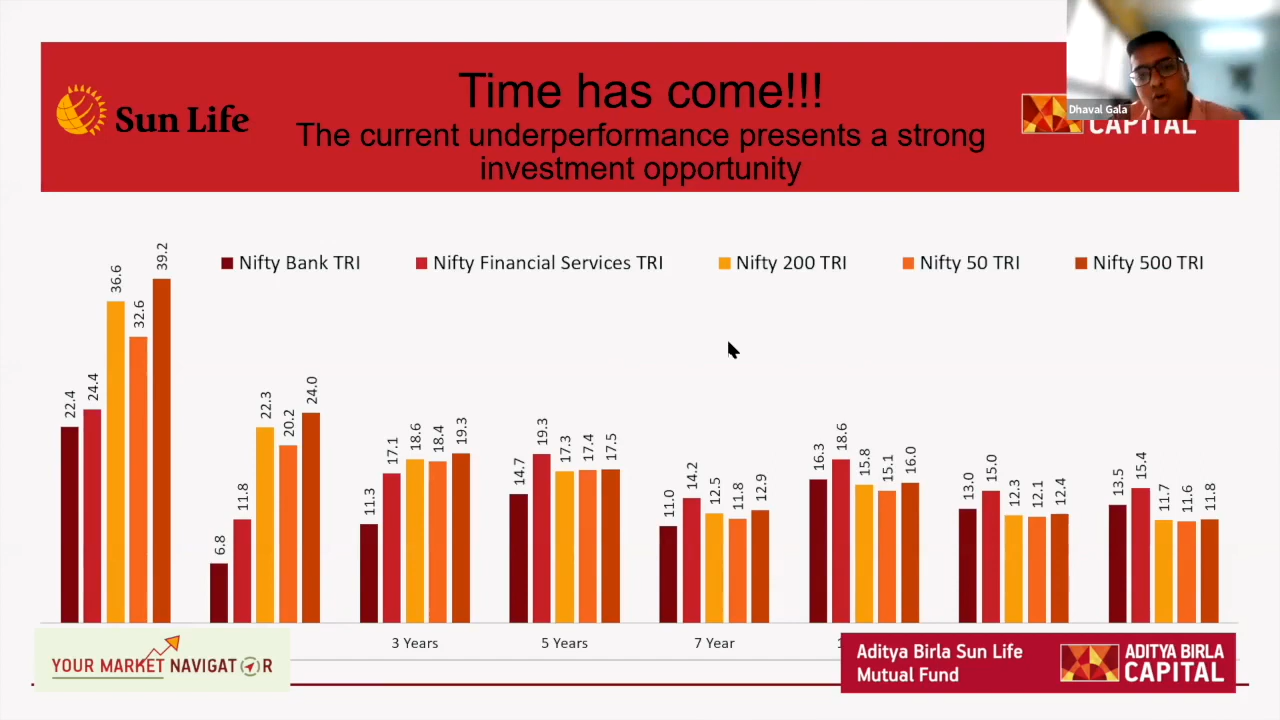 Time has come!!!
Sun Life
The current underperformance presents a strong
investment opportunity
Dhaval Gala
CAPITAL
Nifty Bank TRI
Nifty Financial Services TRI
Nifty 200 TRI
Nifty 50 TRI
Nifty 500 TRI
22.4 24.4 36.6 32.6 39.2
6.8 11.8 22.3 20.2 24.0
11.3 17.1 18.6 18.4 19.3
14.7 19.3 17.3 17.4 17.5
11.0 14.2 12.5 11.8 12.9
16.3 18.6 15.8 15.1 16.0
13.0 15.0 12.3 12.1 12.4
13.5 15.4 11.7 11.6 11.8
3 Years
5 Years
7 Year
YOUR MARKET NAVIGATOR
Aditya Birla Sun Life
Mutual Fund
ADITYA BIRLA
CAPITAL